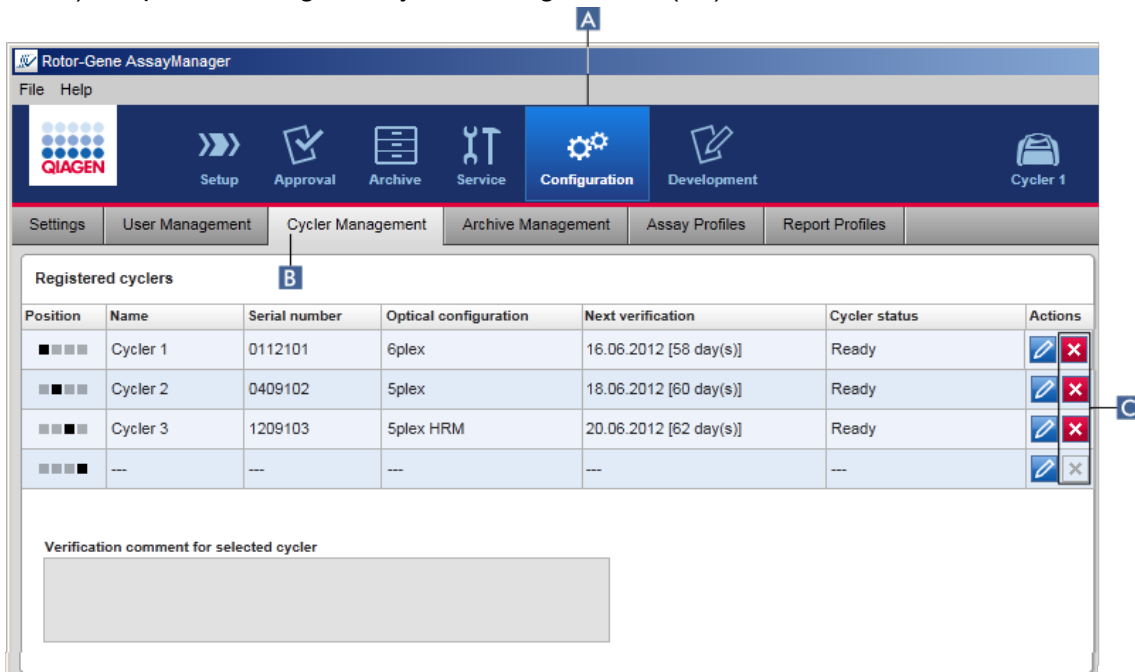 A
Rotor-Gene AssayManager
File Help
QIAGEN
Setup Approval Archive Service Configuration Development Cycler 1
Settings User Management Cycler Management Archive Management Assay Profiles Report Profiles
B
Registered cyclers
Position Name Serial number Optical configuration Next verification Cycler status Actions
Cycler 1 0112101 6plex 16.06.2012 [58 day(s)] Ready
Cycler 2 0409102 5plex 18.06.2012 [60 day(s)] Ready
C
Cycler 3 1209103 5plex HRM 20.06.2012 [62 day(s)] Ready
--- --- --- --- ---
Verification comment for selected cycler